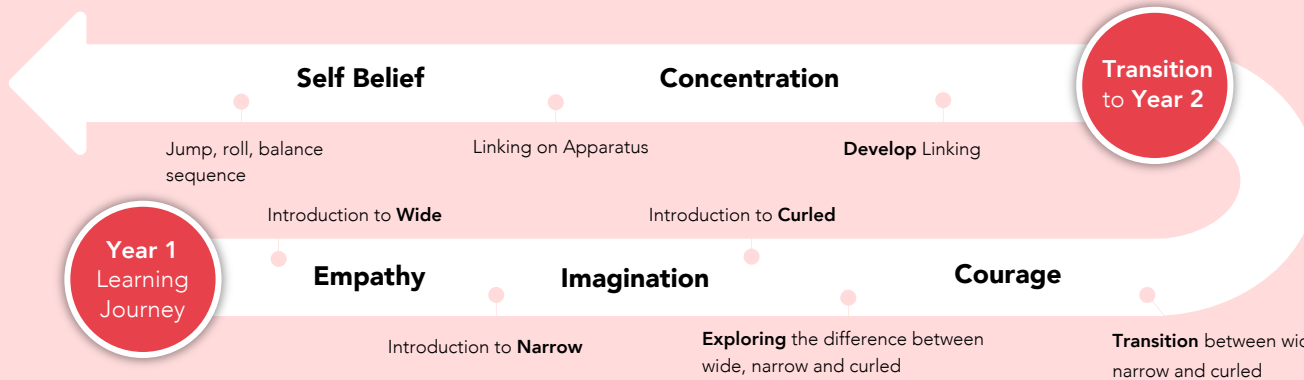 Self Belief
Concentration
Transition
to Year 2
Jump, roll, balance
sequence
Linking on Apparatus
Develop Linking
Introduction to Wide
Introduction to Curled
Year 1
Learning
Journey
Empathy
Imagination
Courage
Introduction to Narrow
Exploring the difference between
wide, narrow and curled
Transition between
narrow and curled